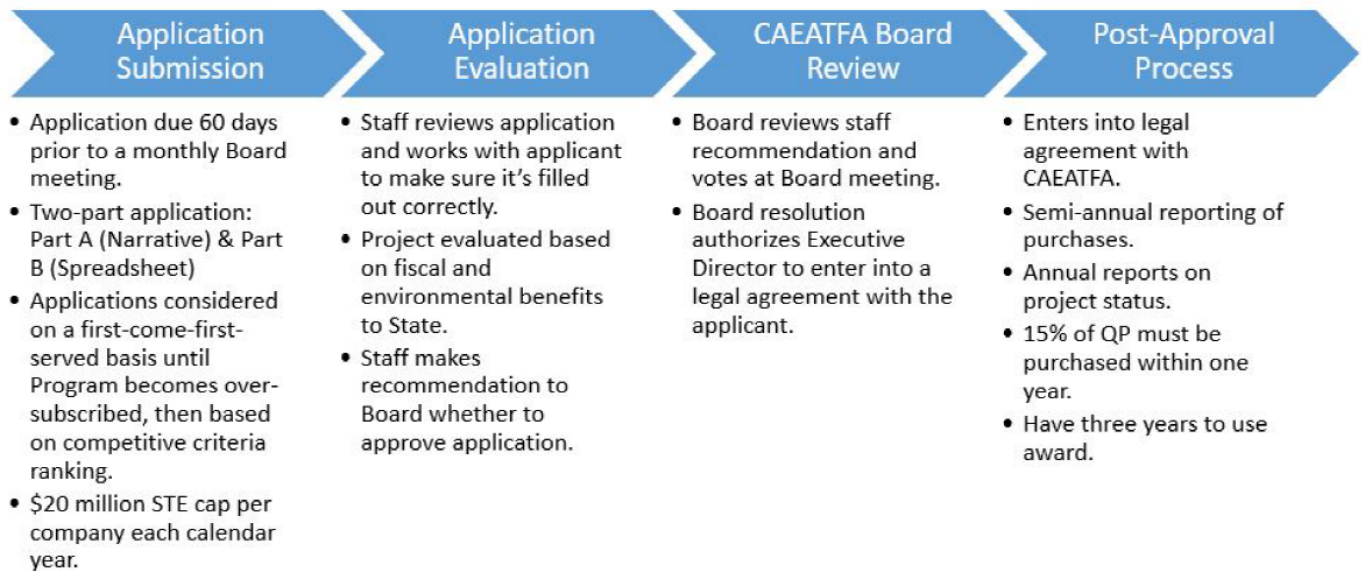 Application
Submission
• Application due 60 days
prior to a monthly Board
meeting.
• Two-part application:
Part A (Narrative) & Part
B (Spreadsheet)
• Applications considered
on a first-come-first-
served basis until
Program becomes over-
subscribed, then based
on competitive criteria
ranking.
• $20 million STE cap per
company each calendar
year.
Application
Evaluation
• Staff reviews application
and works with applicant
to make sure it's filled
out correctly.
• Project evaluated based
on fiscal and
environmental benefits
to State.
• Staff makes
recommendation to
Board whether to
approve application.
CAEATFA Board
Review
• Board reviews staff
recommendation and
votes at Board meeting.
• Board resolution
authorizes Executive
Director to enter into a
legal agreement with the
applicant.
Post-Approval
Process
• Enters into legal
agreement with
CAEATFA.
• Semi-annual reporting of
purchases.
• Annual reports on
project status.
• 15% of QP must be
purchased within one
year.
• Have three years to use
award.